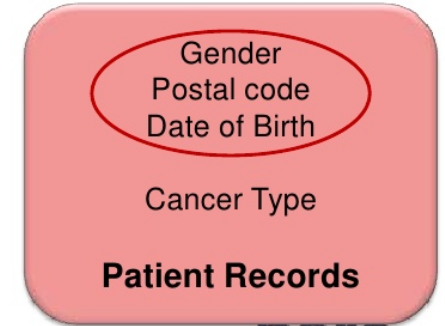 Gender
Postal code
Date of Birth
Cancer Type
Patient Records